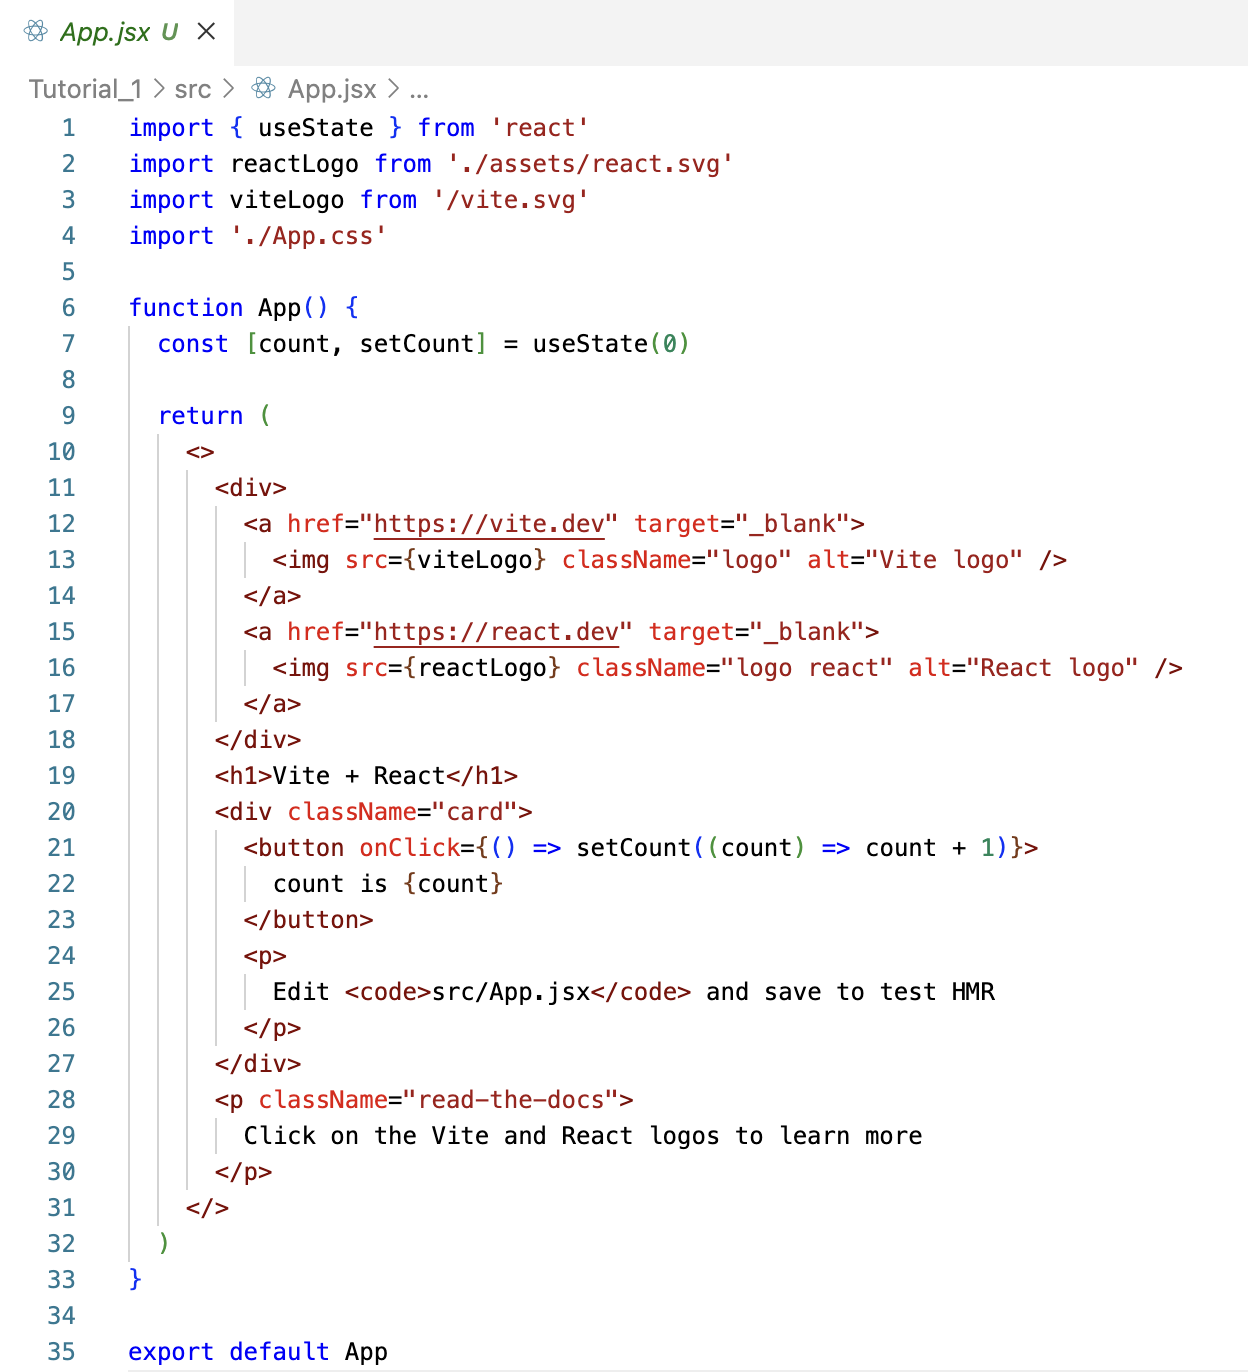 App.jsx U ×
Tutorial_1 > src > App.jsx > ...
1 import { useState } from 'react'
2 import reactLogo from './assets/react.svg'
3 import viteLogo from '/vite.svg'
4 import './App.css'
5
6 function App() {
7   const [count, setCount] = useState(0)
8
9   return (
10     <>
11       <div>
12         <a href="https://vite.dev" target="_blank">
13           <img src={viteLogo} className="logo" alt="Vite logo" />
14         </a>
15         <a href="https://react.dev" target="_blank">
16           <img src={reactLogo} className="logo react" alt="React logo" />
17         </a>
18       </div>
19       <h1>Vite + React</h1>
20       <div className="card">
21         <button onClick={() => setCount((count) => count + 1)}>
22           count is {count}
23         </button>
24         <p>
25           Edit <code>src/App.jsx</code> and save to test HMR
26         </p>
27       </div>
28       <p className="read-the-docs">
29         Click on the Vite and React logos to learn more
30       </p>
31     </>
32   )
33 }
34
35 export default App